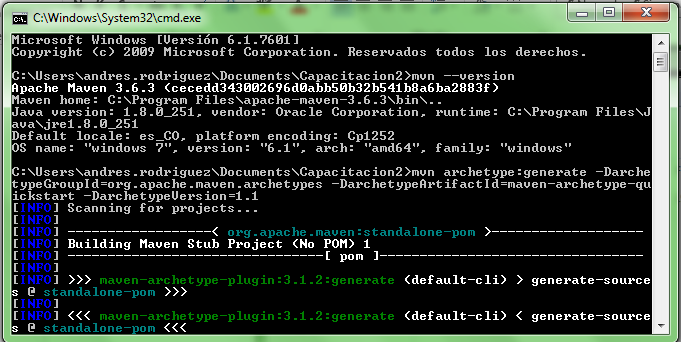 C:\Windows\System32\cmd.exe
Microsoft Windows [Versión 6.1.7601]
Copyright (c) 2009 Microsoft Corporation. Reservados todos los derechos.
C:\Users\andres.rodriguez\Documents\Capacitacion2>mvn --version
Apache Maven 3.6.3 (cecedd343002696d0abb50b32b541b8a6ba2883f)
Maven home: C:\Program Files\apache-maven-3.6.3\bin\..
Java version: 1.8.0_251, vendor: Oracle Corporation, runtime: C:\Program Files\J
ava\jre1.8.0_251
Default locale: es_CO, platform encoding: Cp1252
OS name: "windows 7", version: "6.1", arch: "amd64", family: "windows"
C:\Users\andres.rodriguez\Documents\Capacitacion2>mvn archetype:generate -Darche
typeGroupId=org.apache.maven.archetypes -DarchetypeArtifactId=maven-archetype-qu
ickstart -DarchetypeVersion=1.1
[INFO] Scanning for projects...
[INFO]
[INFO] ------------------< org.apache.maven:standalone-pom >-------------------
[INFO] Building Maven Stub Project (No POM) 1
[INFO] --------------------------------[ pom ]---------------------------------
[INFO]
[INFO] >>> maven-archetype-plugin:3.1.2:generate (default-cli) > generate-source
s @ standalone-pom >>>
[INFO]
[INFO] <<< maven-archetype-plugin:3.1.2:generate (default-cli) < generate-source
s @ standalone-pom <<<